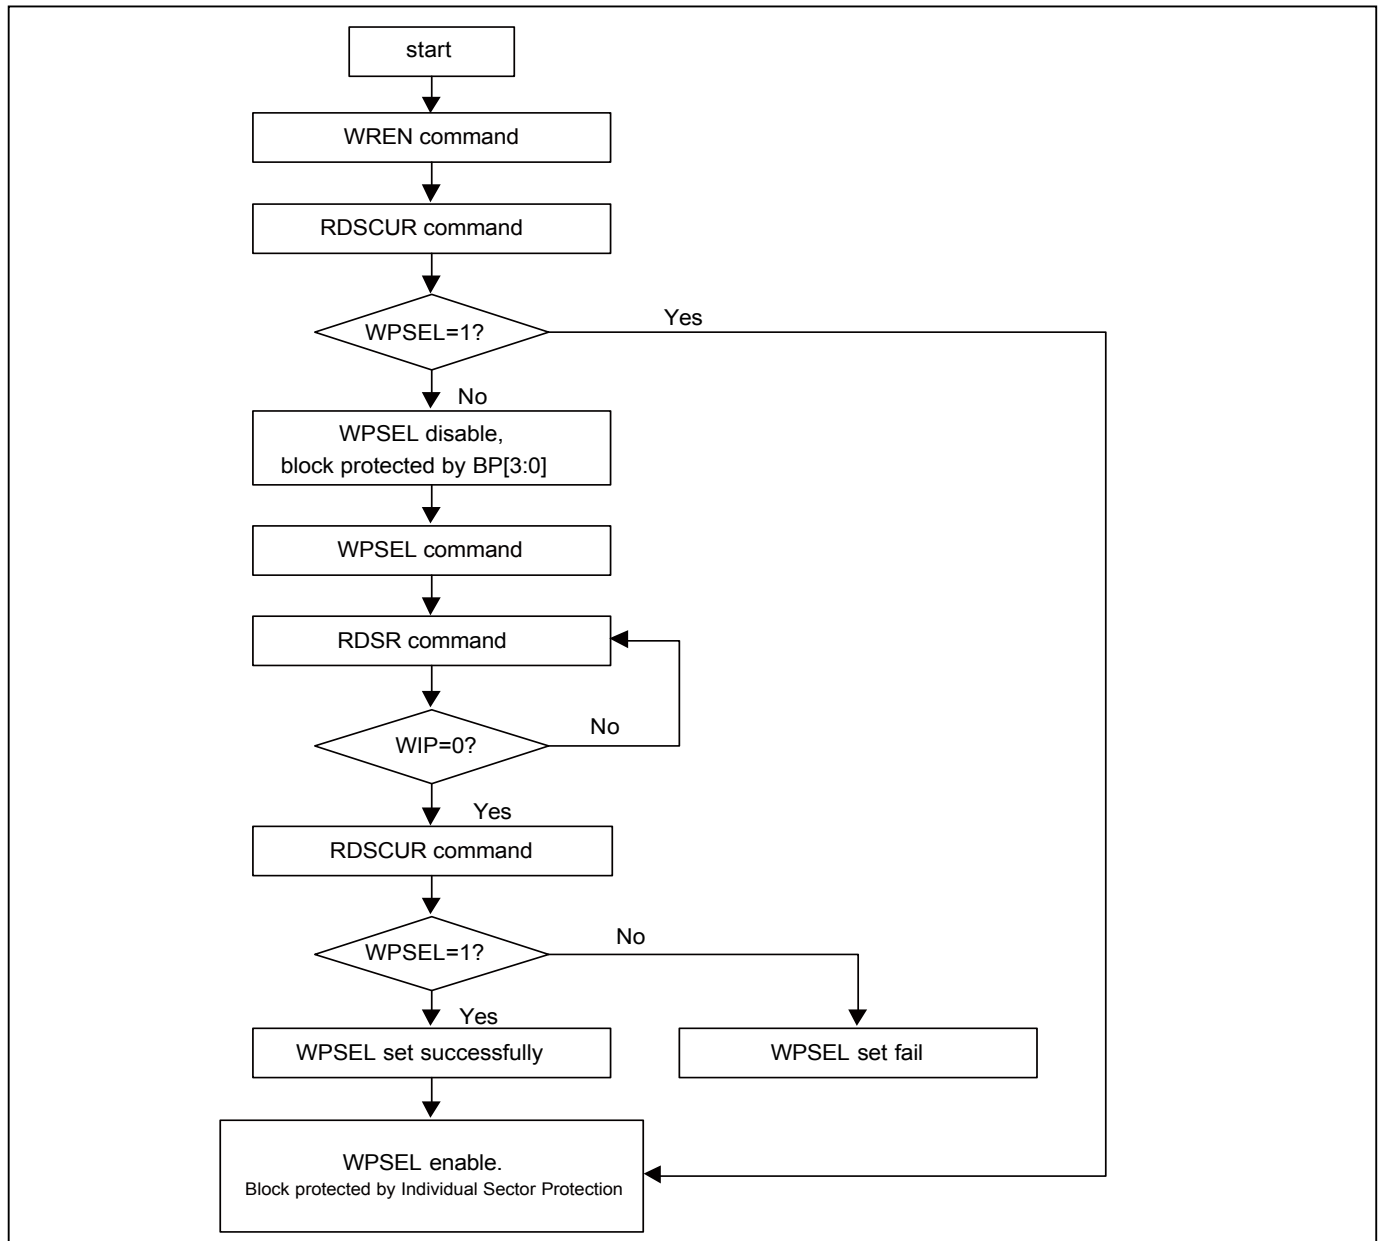 start
WREN command
RDSCUR command
WPSEL=1?
Yes
No
WPSEL disable,
block protected by BP[3:0]
WPSEL command
RDSR command
WIP=0?
No
Yes
RDSCUR command
WPSEL=1?
No
Yes
WPSEL set successfully
WPSEL set fail
WPSEL enable.
Block protected by Individual Sector Protection